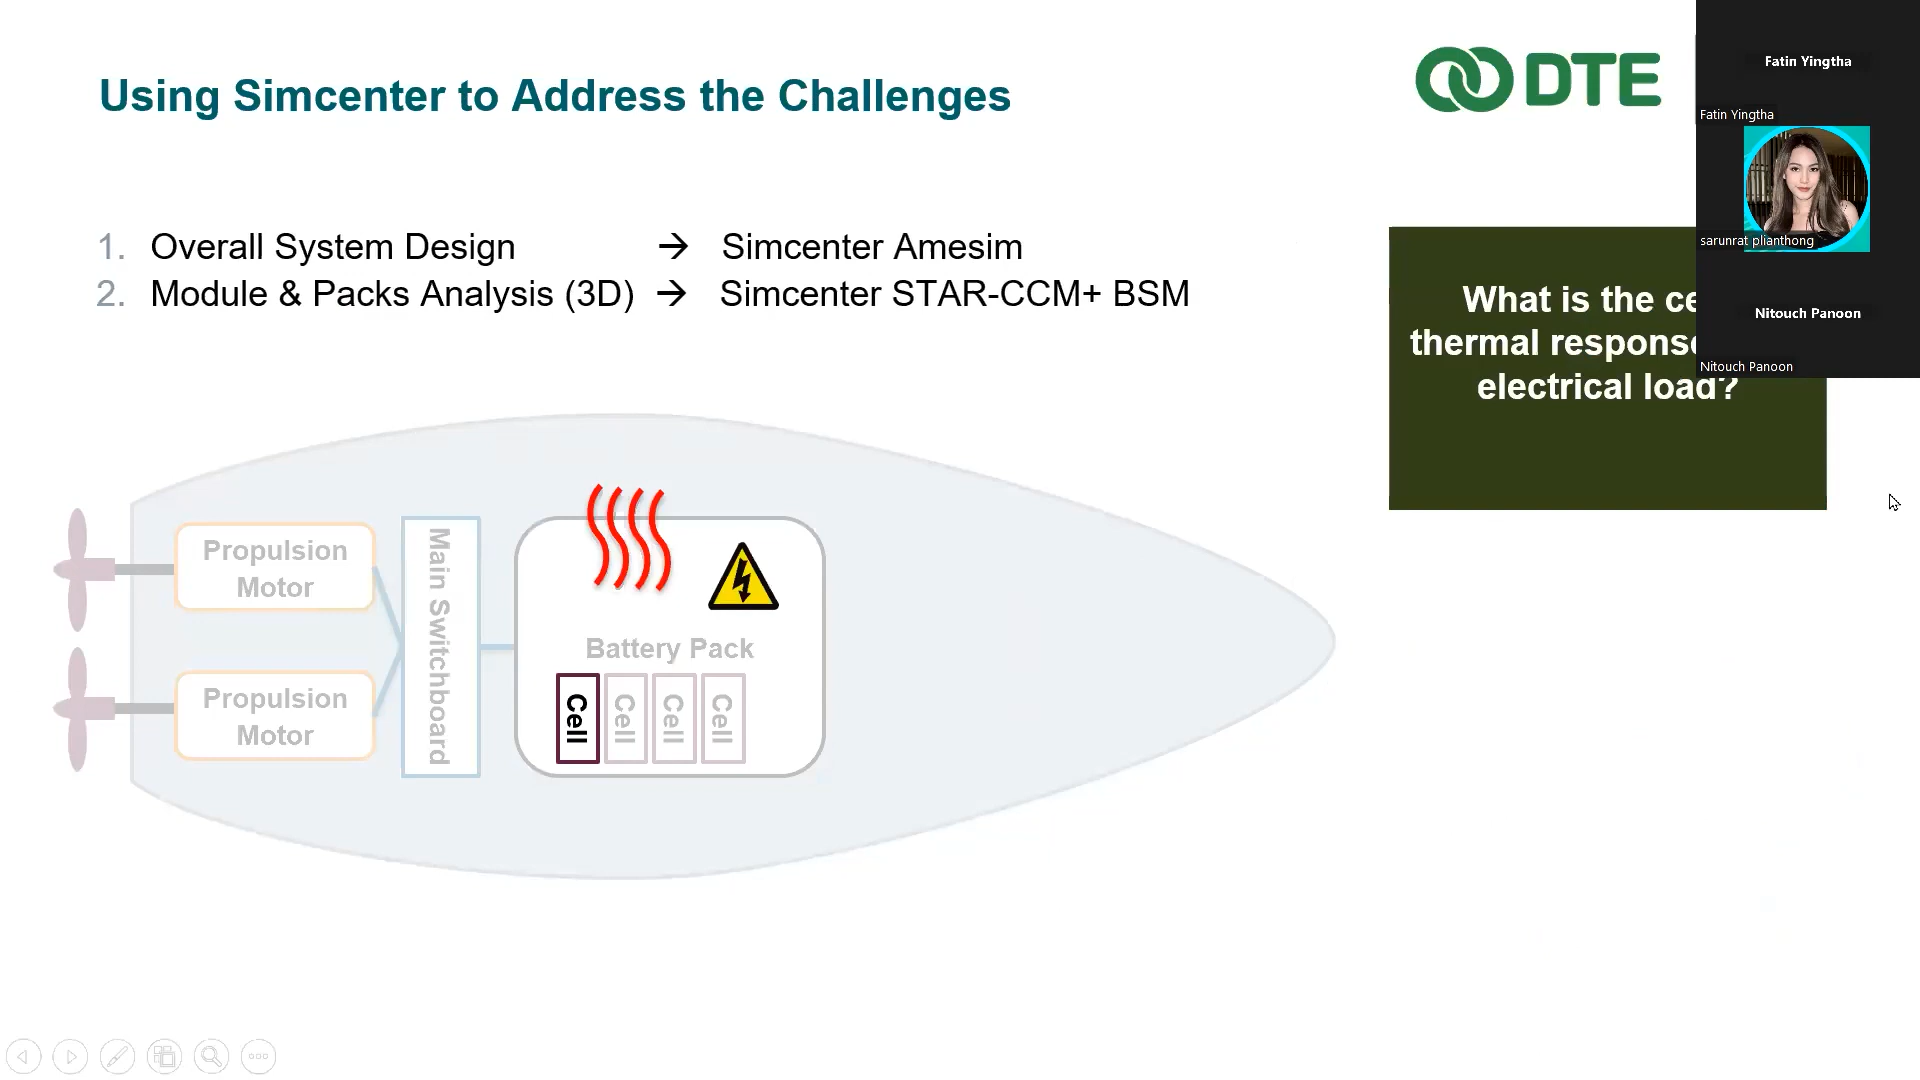 Using Simcenter to Address the Challenges
DTE
Fatin Yingtha
Fatin Yingtha
sarunrat plianthong
Nitouch Panoon
Nitouch Panoon
1. Overall System Design → Simcenter Amesim
2. Module & Packs Analysis (3D) → Simcenter STAR-CCM+ BSM
What is the
thermal
electrical load?
Propulsion
Motor
Propulsion
Motor
Main Switchboard
Battery Pack
Cell
Cell
Cell
Cell